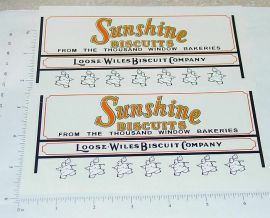 Sunshine
BISCUITS
FROM THE THOUSAND WINDOW BAKERIES
LOOSE-WILES BISCUIT COMPANY
Sunshine
BISCUITS
FROM THE THOUSAND WINDOW BAKERIES
LOOSE-WILES BISCUIT COMPANY